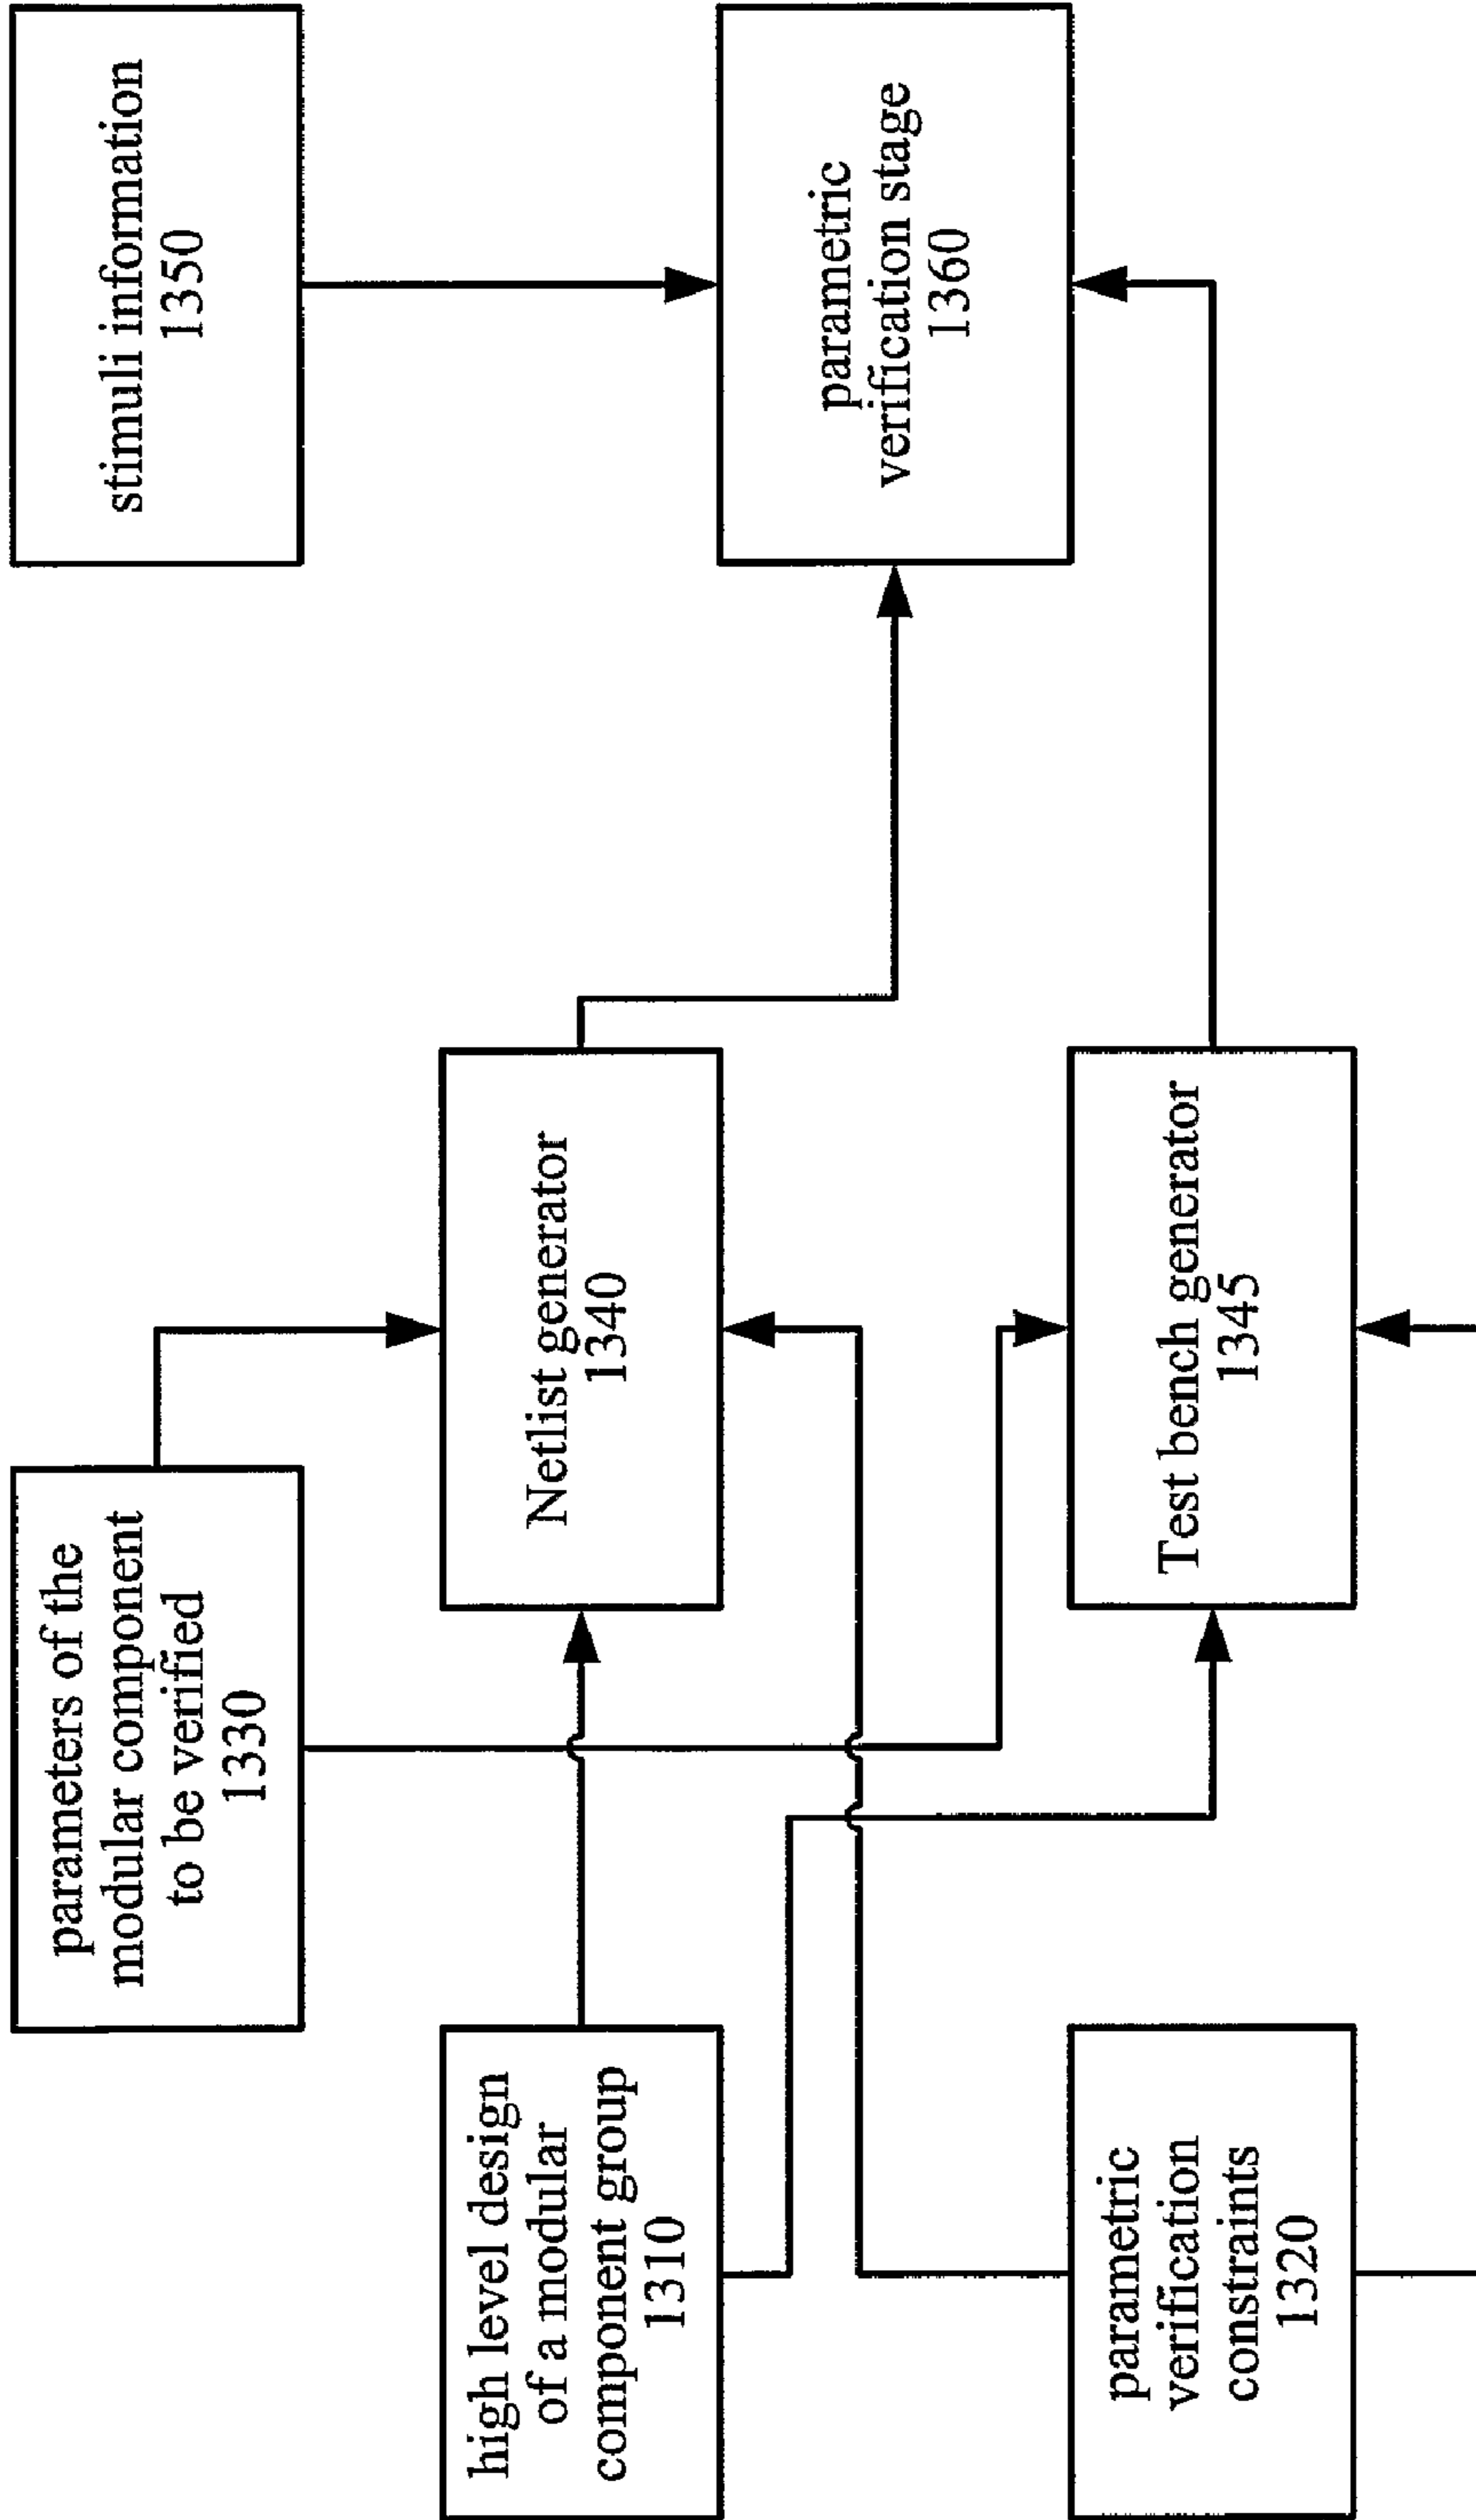 parameters of the
modular component
to be verified
1330
stimuli information
1350
high level design
of a modular
component group
1310
Netlist generator
1340
parametric
verification stage
1360
parametric
verification
constraints
1320
Test bench generator
1345